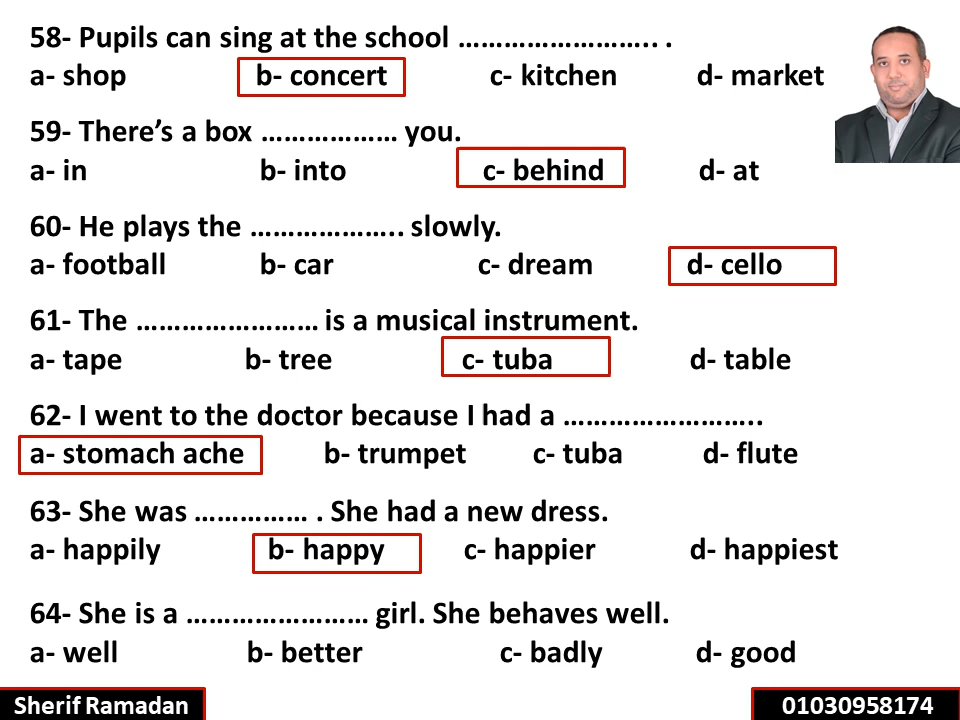 58- Pupils can sing at the school …………………….. .
a- shop b- concert c- kitchen d- market
59- There’s a box ……………… you.
a- in b- into c- behind d- at
60- He plays the ……………….. slowly.
a- football b- car c- dream d- cello
61- The …………………… is a musical instrument.
a- tape b- tree c- tuba d- table
62- I went to the doctor because I had a ……………………..
a- stomach ache b- trumpet c- tuba d- flute
63- She was …………… . She had a new dress.
a- happily b- happy c- happier d- happiest
64- She is a …………………… girl. She behaves well.
a- well b- better c- badly d- good
Sherif Ramadan 01030958174